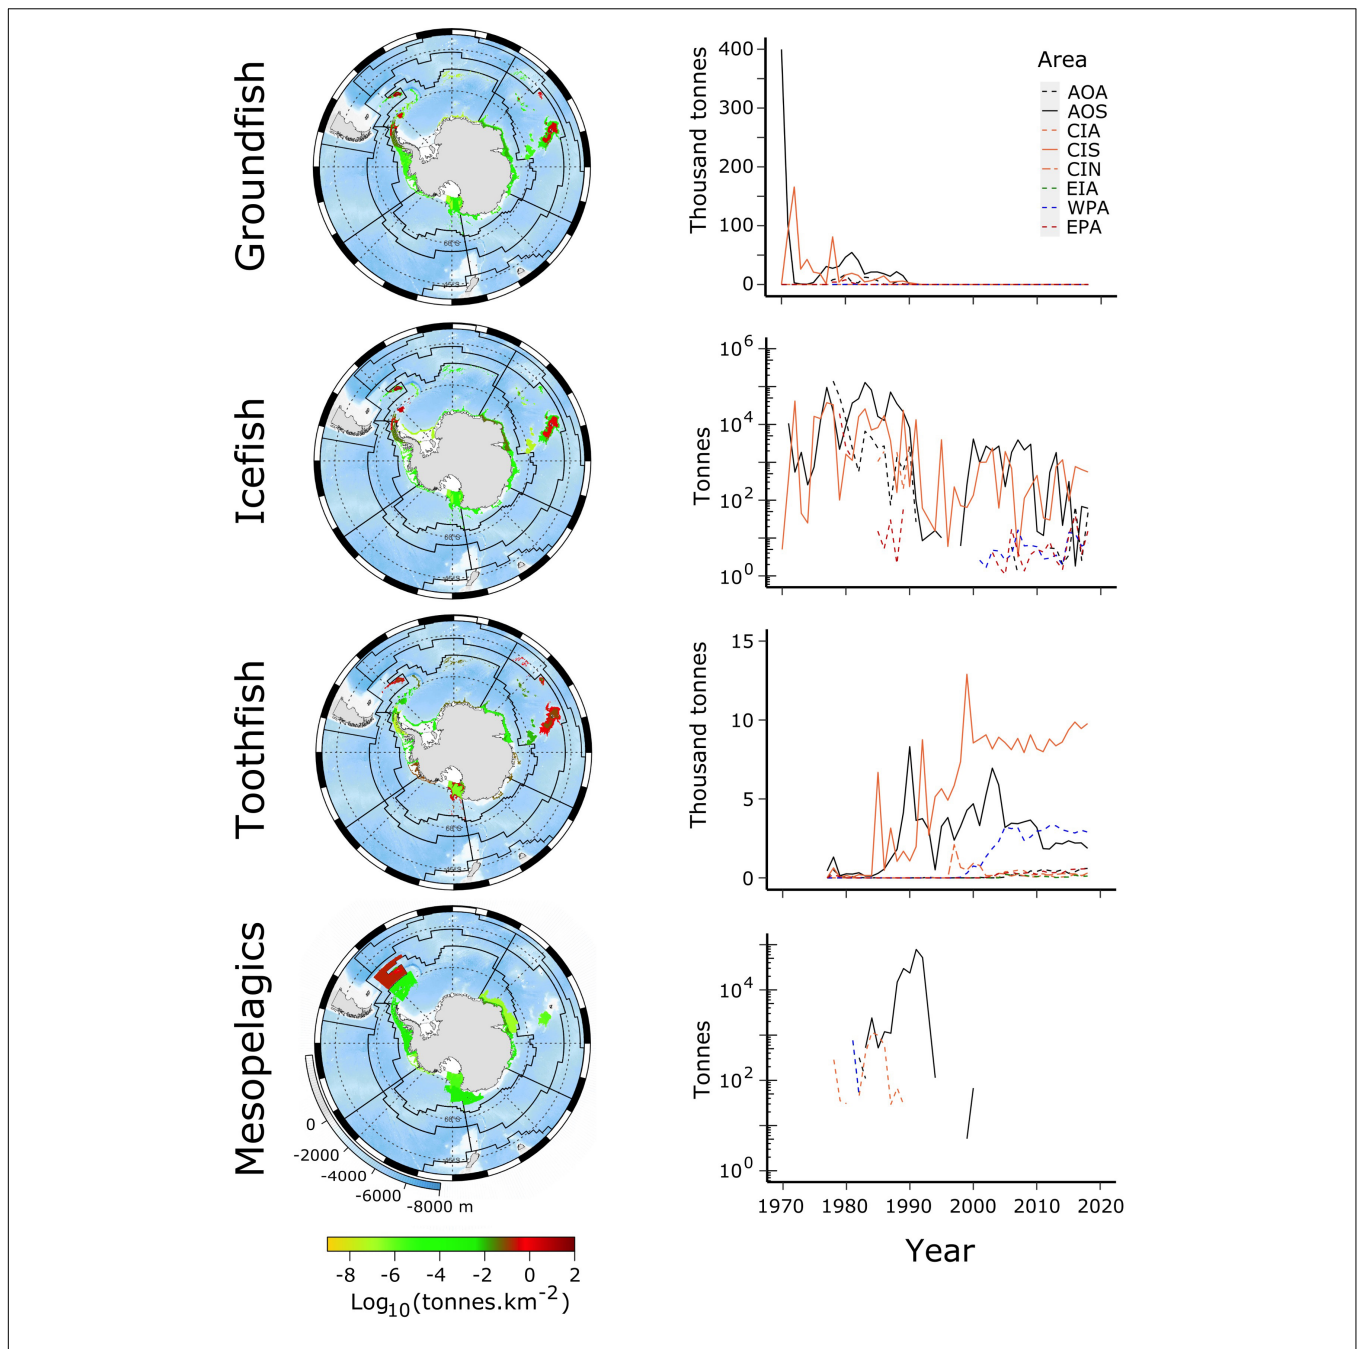 Groundfish
Thousand tonnes
400
300
200
100
0
Area
AOA
AOS
CIA
CIS
CIN
EIA
WPA
EPA
Icefish
Tonnes
10^6
10^4
10^2
10^0
Toothfish
Thousand tonnes
15
10
5
0
Mesopelagics
0
-2000
-4000
-6000
-8000 m
Tonnes
10^4
10^2
10^0
1970 1980 1990 2000 2010 2020
Year
-8 -6 -4 -2 0 2
Log10(tonnes.km^-2)